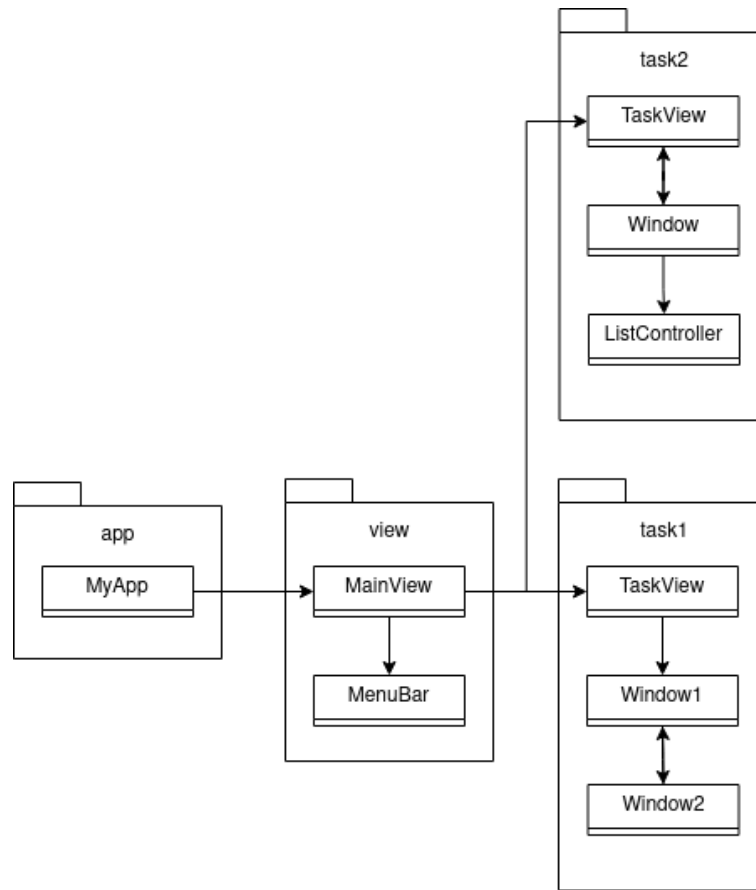 task2
TaskView
Window
ListController
app
MyApp
view
MainView
MenuBar
task1
TaskView
Window1
Window2